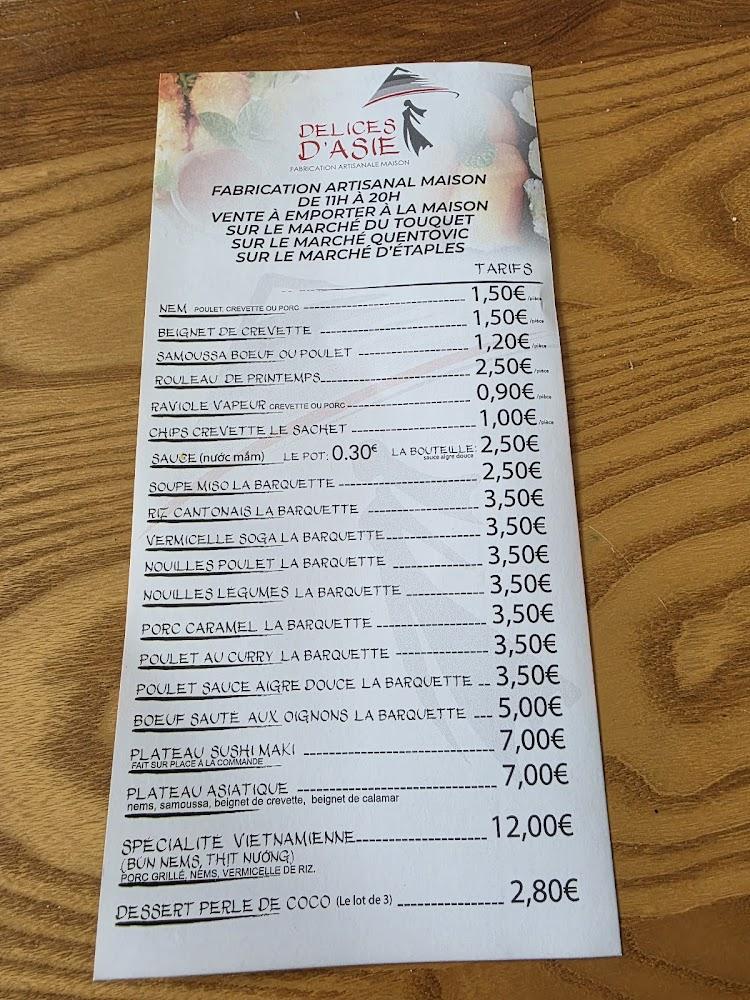 DELICES
D'ASIE
FABRICATION ARTISANALE MAISON
FABRICATION ARTISANAL MAISON
DE 11H À 20H
VENTE À EMPORTER À LA MAISON
SUR LE MARCHÉ DU TOUQUET
SUR LE MARCHÉ QUENTOVIC
SUR LE MARCHÉ D'ÉTAPLES
TARIFS
NEM POULET, CREVETTE OU PORC 1,50€/pièce
BEIGNET DE CREVETTE 1,50€/pièce
SAMOUSSA BOEUF OU POULET 1,20€/pièce
ROULEAU DE PRINTEMPS 2,50€/pièce
RAVIOLE VAPEUR CREVETTE OU PORC 0,90€/pièce
CHIPS CREVETTE LE SACHET 1,00€/pièce
SAUCE (nước mắm) LE POT: 0.30€ LA BOUTEILLE: 2,50€
sauce aigre douce
SOUPE MISO LA BARQUETTE 2,50€
RIZ CANTONAIS LA BARQUETTE 3,50€
VERMICELLE SOGA LA BARQUETTE 3,50€
NOUILLES POULET LA BARQUETTE 3,50€
NOUILLES LEGUMES LA BARQUETTE 3,50€
PORC CARAMEL LA BARQUETTE 3,50€
POULET AU CURRY LA BARQUETTE 3,50€
POULET SAUCE AIGRE DOUCE LA BARQUETTE 3,50€
BOEUF SAUTÉ AUX OIGNONS LA BARQUETTE 5,00€
PLATEAU SUSHI MAKI 7,00€
FAIT SUR PLACE À LA COMMANDE
PLATEAU ASIATIQUE 7,00€
nems, samoussa, beignet de crevette, beignet de calamar
SPÉCIALITÉ VIETNAMIENNE 12,00€
(BÚN NEMS, THỊT NƯỚNG)
PORC GRILLÉ, NEMS, VERMICELLE DE RIZ.
DESSERT PERLE DE COCO (Le lot de 3) 2,80€